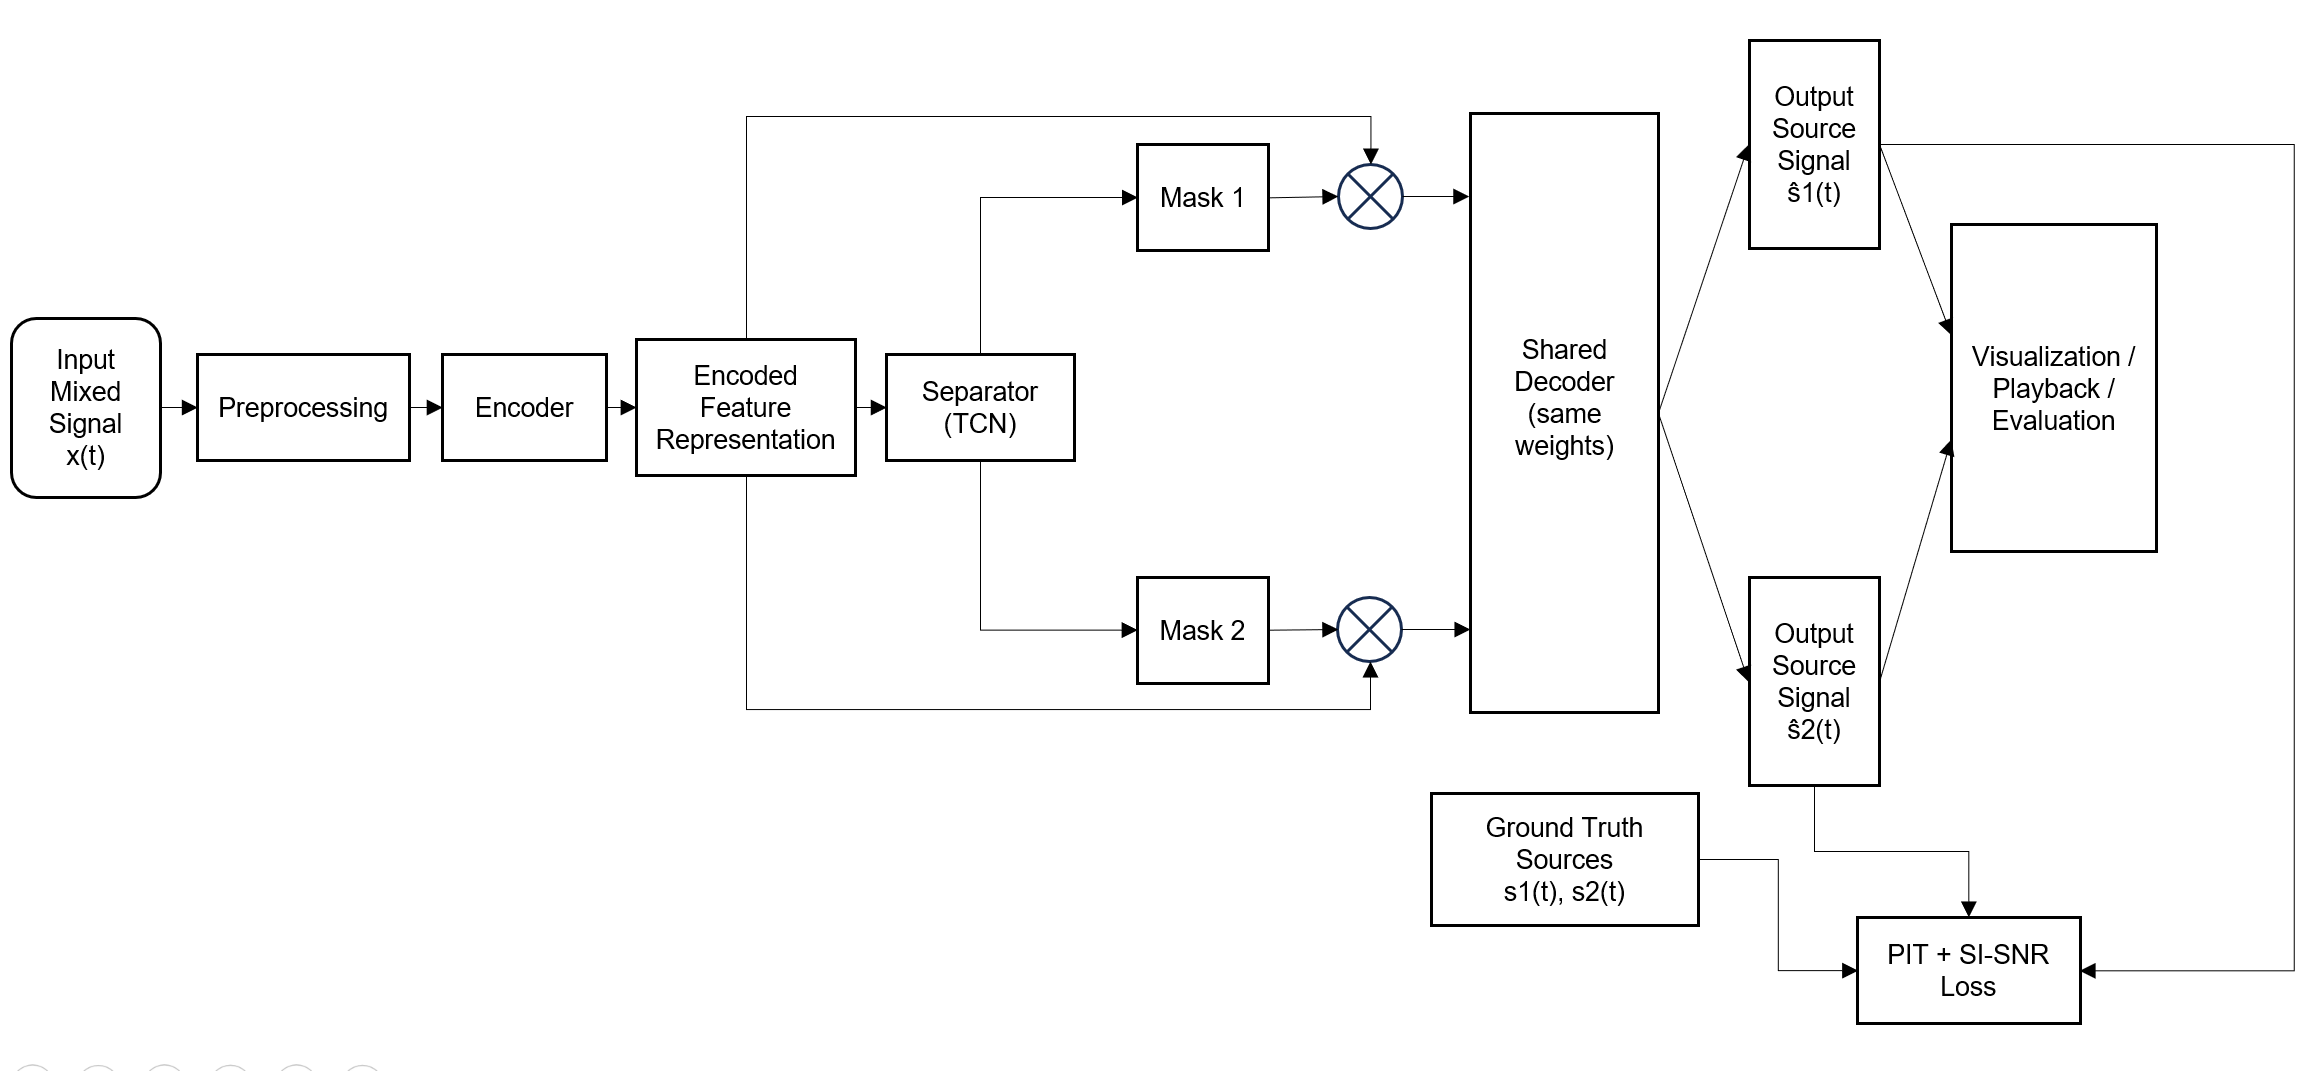 Input
Mixed
Signal
x(t)
Preprocessing
Encoder
Encoded
Feature
Representation
Separator
(TCN)
Mask 1
Mask 2
Shared
Decoder
(same
weights)
Output
Source
Signal
ŝ1(t)
Output
Source
Signal
ŝ2(t)
Visualization /
Playback /
Evaluation
Ground Truth
Sources
s1(t), s2(t)
PIT + SI-SNR
Loss